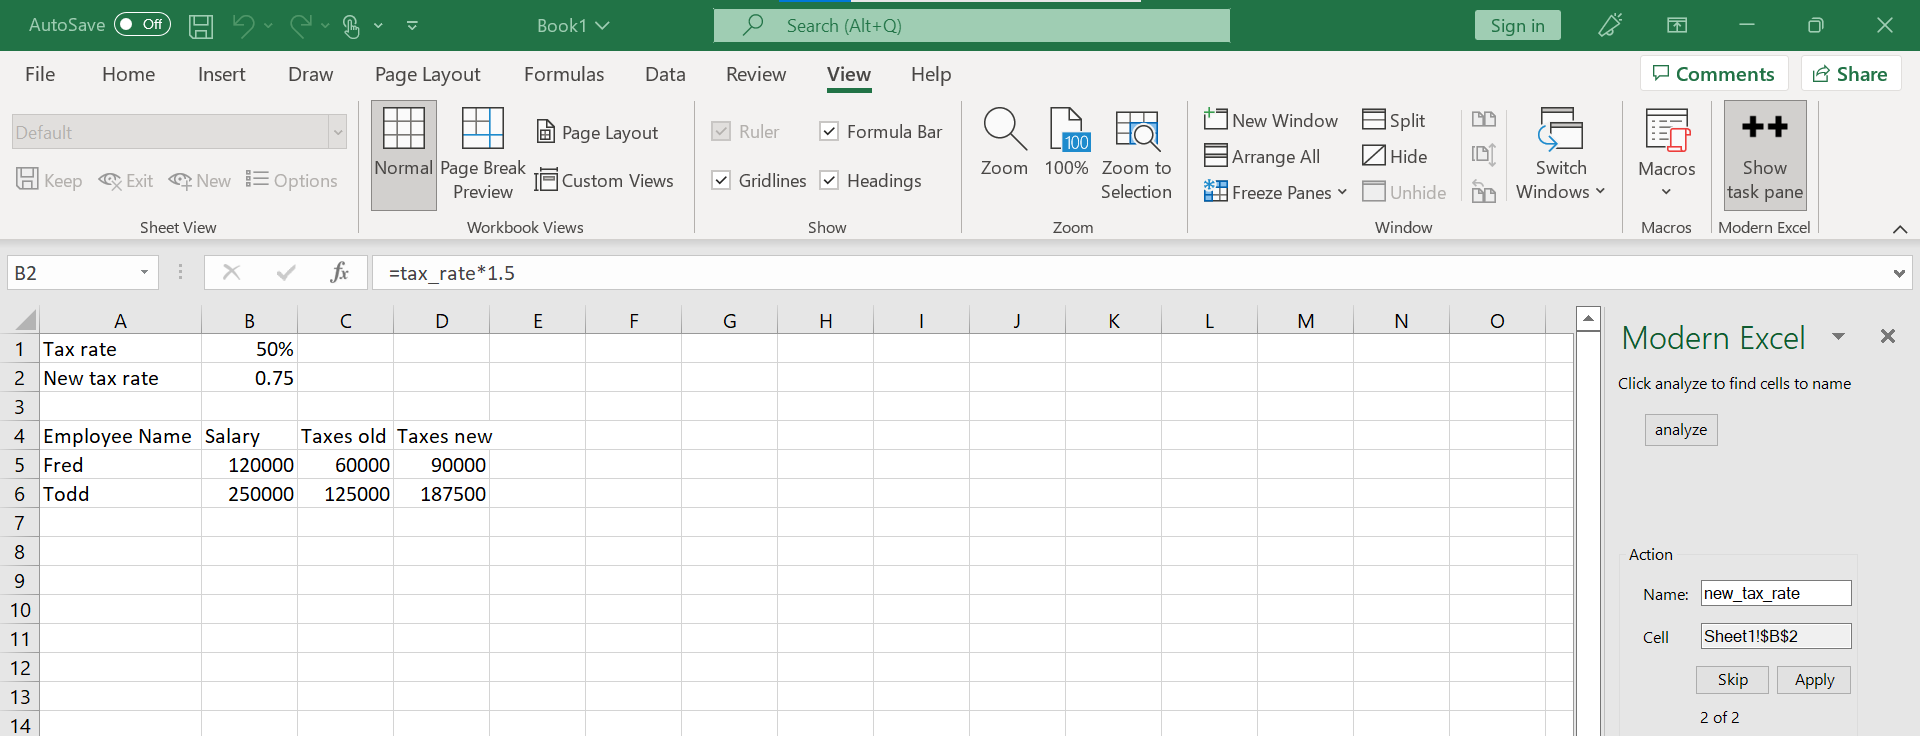 AutoSave Off Book1 Search (Alt+Q) Sign in
File Home Insert Draw Page Layout Formulas Data Review View Help Comments Share
Default
Keep Exit New Options
Sheet View
Normal
Page Break
Preview
Page Layout
Custom Views
Workbook Views
Ruler Formula Bar
Gridlines Headings
Show
Zoom
100
100%
Zoom to
Selection
Zoom
New Window
Arrange All
Freeze Panes
Split
Hide
Unhide
Switch
Windows
Window
Macros
Macros
Show
task pane
Modern Excel
B2 fx =tax_rate*1.5
A B C D E F G H I J K L M N O
1 Tax rate 50%
2 New tax rate 0.75
3
4 Employee Name Salary Taxes old Taxes new
5 Fred 120000 60000 90000
6 Todd 250000 125000 187500
7
8
9
10
11
12
13
14
Modern Excel
Click analyze to find cells to name
analyze
Action
Name: new_tax_rate
Cell Sheet1!$B$2
Skip Apply
2 of 2